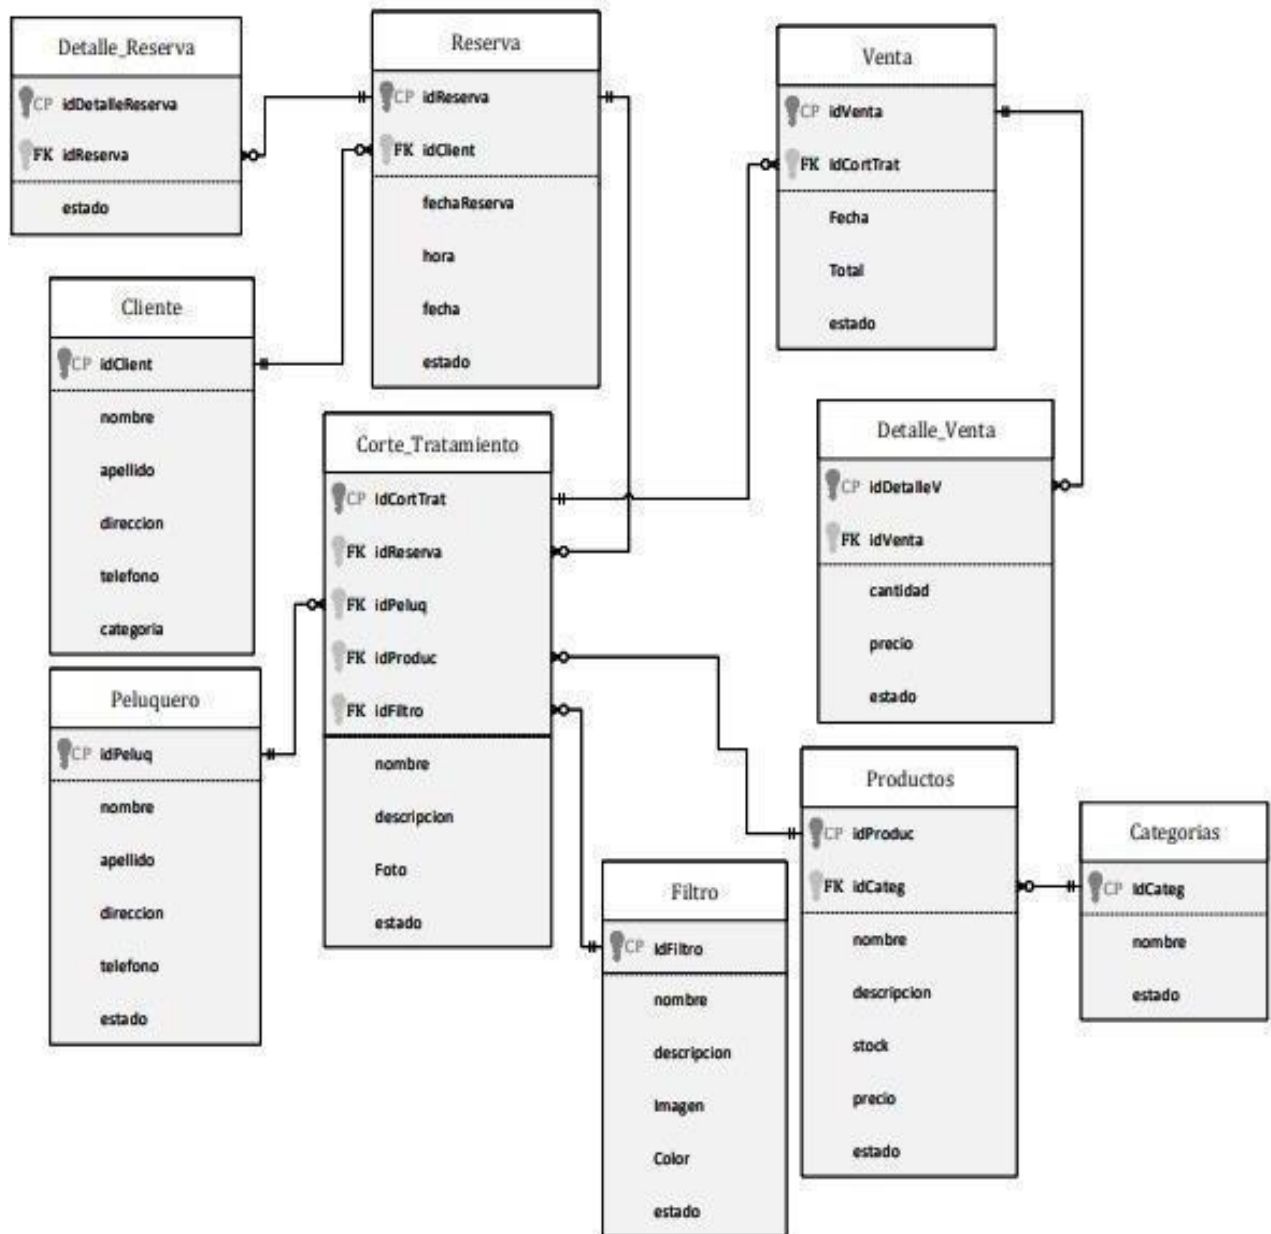 Detalle_Reserva
CP idDetalleReserva
FK idReserva
estado
Reserva
CP idReserva
FK idClient
fechaReserva
hora
fecha
estado
Venta
CP idVenta
FK IdCortTrat
Fecha
Total
estado
Cliente
CP idClient
nombre
apellido
direccion
telefono
categoria
Corte_Tratamiento
CP IdCortTrat
FK idReserva
FK idPeluq
FK idProduc
FK idFiltro
nombre
descripcion
Foto
estado
Detalle_Venta
CP idDetalleV
FK idVenta
cantidad
precio
estado
Peluquero
CP idPeluq
nombre
apellido
direccion
telefono
estado
Filtro
CP IdFiltro
nombre
descripcion
Imagen
Color
estado
Productos
CP idProduc
FK idCateg
nombre
descripcion
stock
precio
estado
Categorias
CP IdCateg
nombre
estado